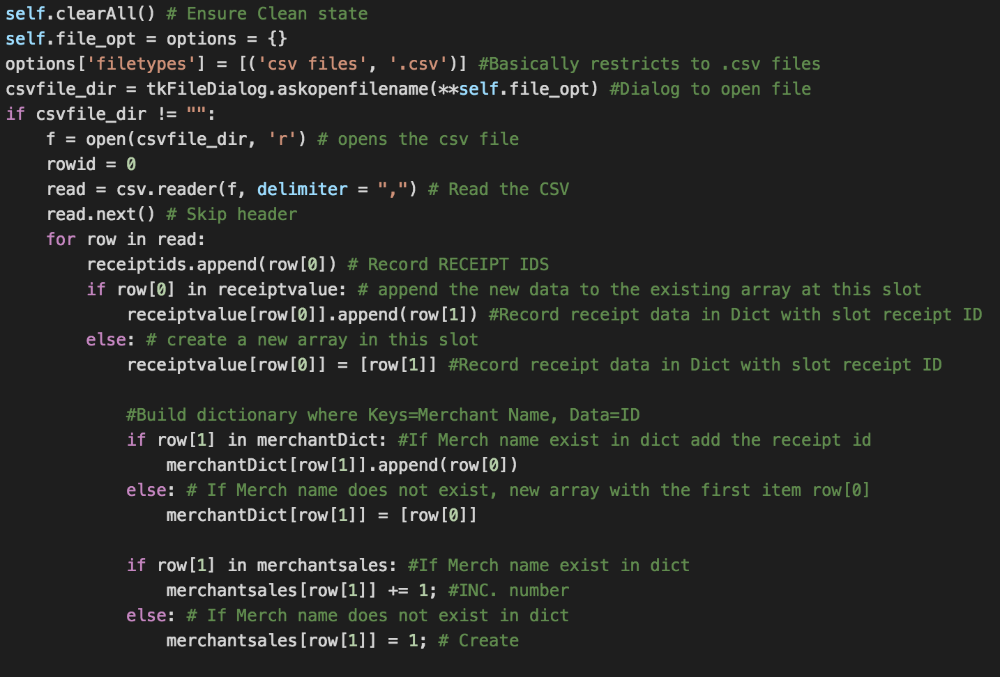 self.clearAll() # Ensure Clean state
self.file_opt = options = {}
options['filetypes'] = [('csv files', '.csv')] #Basically restricts to .csv files
csvfile_dir = tkFileDialog.askopenfilename(**self.file_opt) #Dialog to open file
if csvfile_dir != "":
    f = open(csvfile_dir, 'r') # opens the csv file
    rowid = 0
    read = csv.reader(f, delimiter = ",") # Read the CSV
    read.next() # Skip header
    for row in read:
        receiptids.append(row[0]) # Record RECEIPT IDS
        if row[0] in receiptvalue: # append the new data to the existing array at this slot
            receiptvalue[row[0]].append(row[1]) #Record receipt data in Dict with slot receipt ID
        else: # create a new array in this slot
            receiptvalue[row[0]] = [row[1]] #Record receipt data in Dict with slot receipt ID

            #Build dictionary where Keys=Merchant Name, Data=ID
            if row[1] in merchantDict: #If Merch name exist in dict add the receipt id
                merchantDict[row[1]].append(row[0])
            else: # If Merch name does not exist, new array with the first item row[0]
                merchantDict[row[1]] = [row[0]]

            if row[1] in merchantsales: #If Merch name exist in dict
                merchantsales[row[1]] += 1; #INC. number
            else: # If Merch name does not exist in dict
                merchantsales[row[1]] = 1; # Create